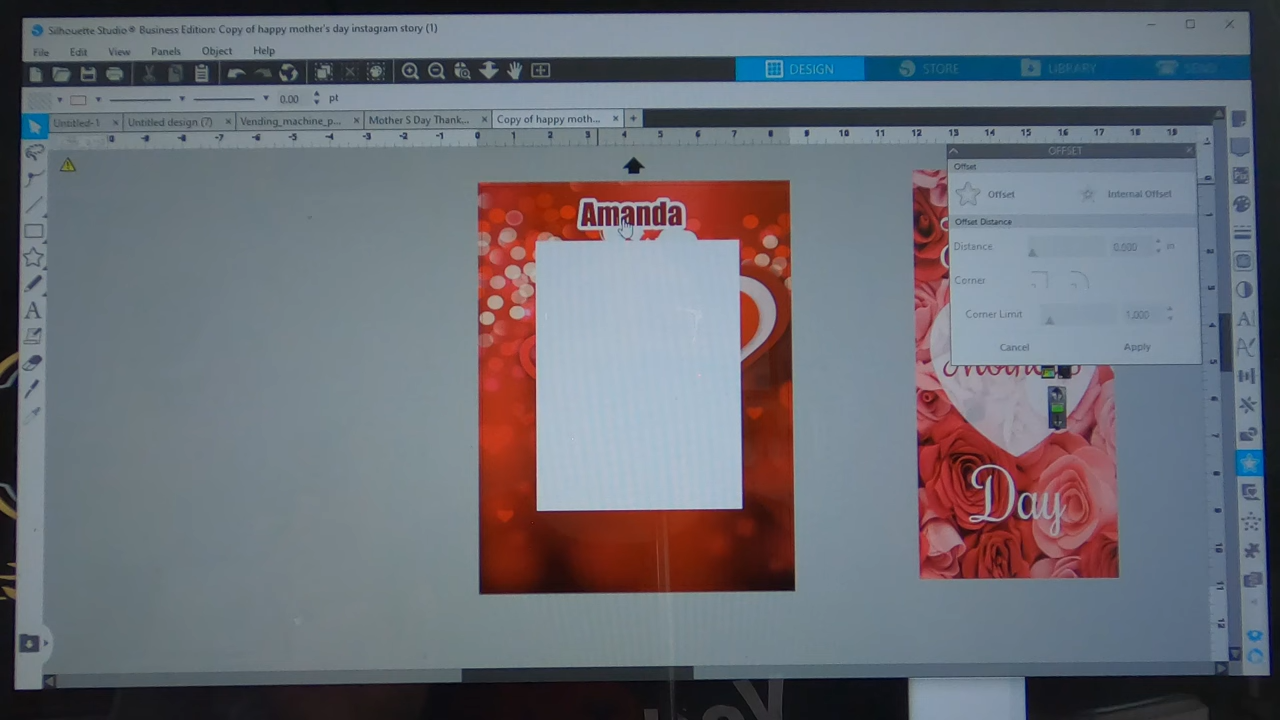 Silhouette Studio® Business Edition: Copy of happy mother's day instagram story (1)
File Edit View Panels Object Help
DESIGN STORE LIBRARY SEND
0.00 pt
Untitled-1 Untitled design (7) Vending_machine_p... Mother S Day Thank... Copy of happy moth...
OFFSET
Offset
Offset Internal Offset
Offset Distance
Distance 0.500 in
Corner
Corner Limit 1.000
Cancel Apply
Amanda
Mothers
Day